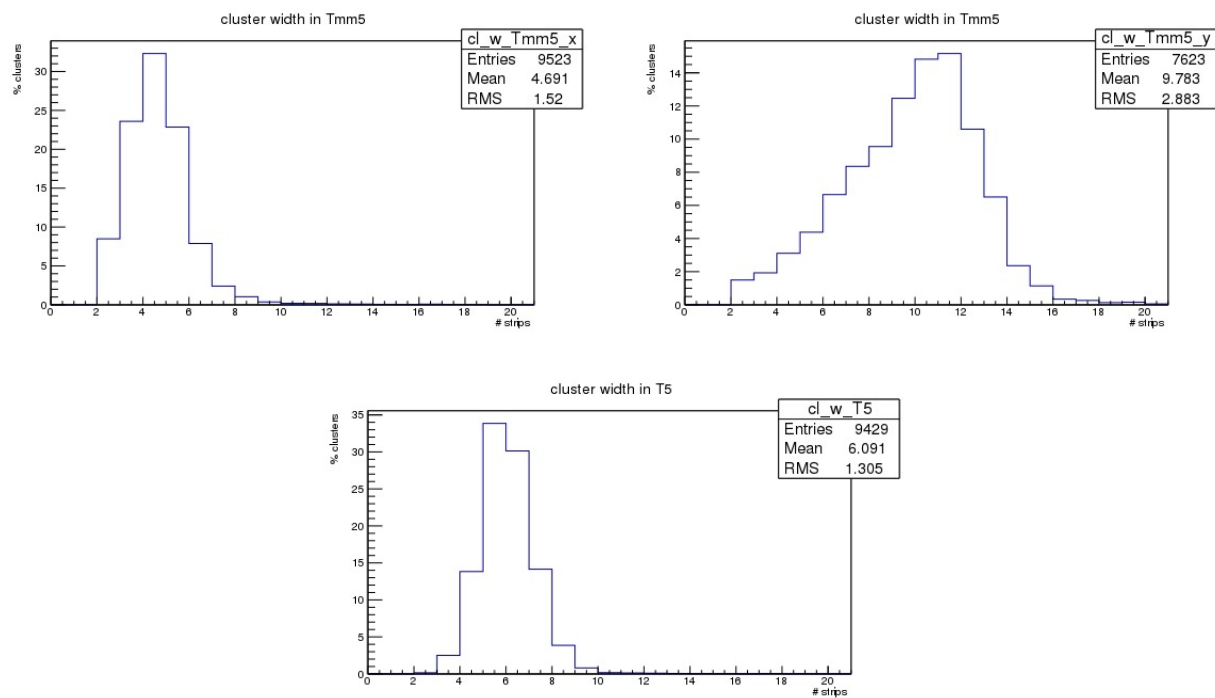 cluster width in Tmm5
cl_w_Tmm5_x
Entries 9523
Mean 4.691
RMS 1.52
% clusters
30
25
20
15
10
5
0
0 2 4 6 8 10 12 14 16 18 20
# strips
cluster width in Tmm5
cl_w_Tmm5_y
Entries 7623
Mean 9.783
RMS 2.883
% clusters
14
12
10
8
6
4
2
0
0 2 4 6 8 10 12 14 16 18 20
# strips
cluster width in T5
cl_w_T5
Entries 9429
Mean 6.091
RMS 1.305
% clusters
35
30
25
20
15
10
5
0
0 2 4 6 8 10 12 14 16 18 20
# strips